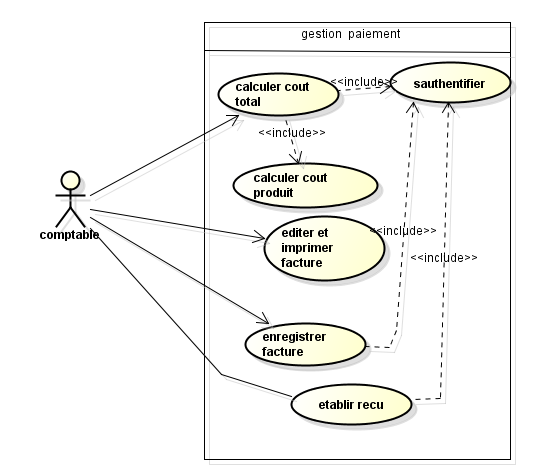 gestion paiement
calculer cout
total
<<include>>
sauthentifier
<<include>>
calculer cout
produit
comptable
editer et
imprimer
facture
<<include>>
<<include>>
enregistrer
facture
etablir recu